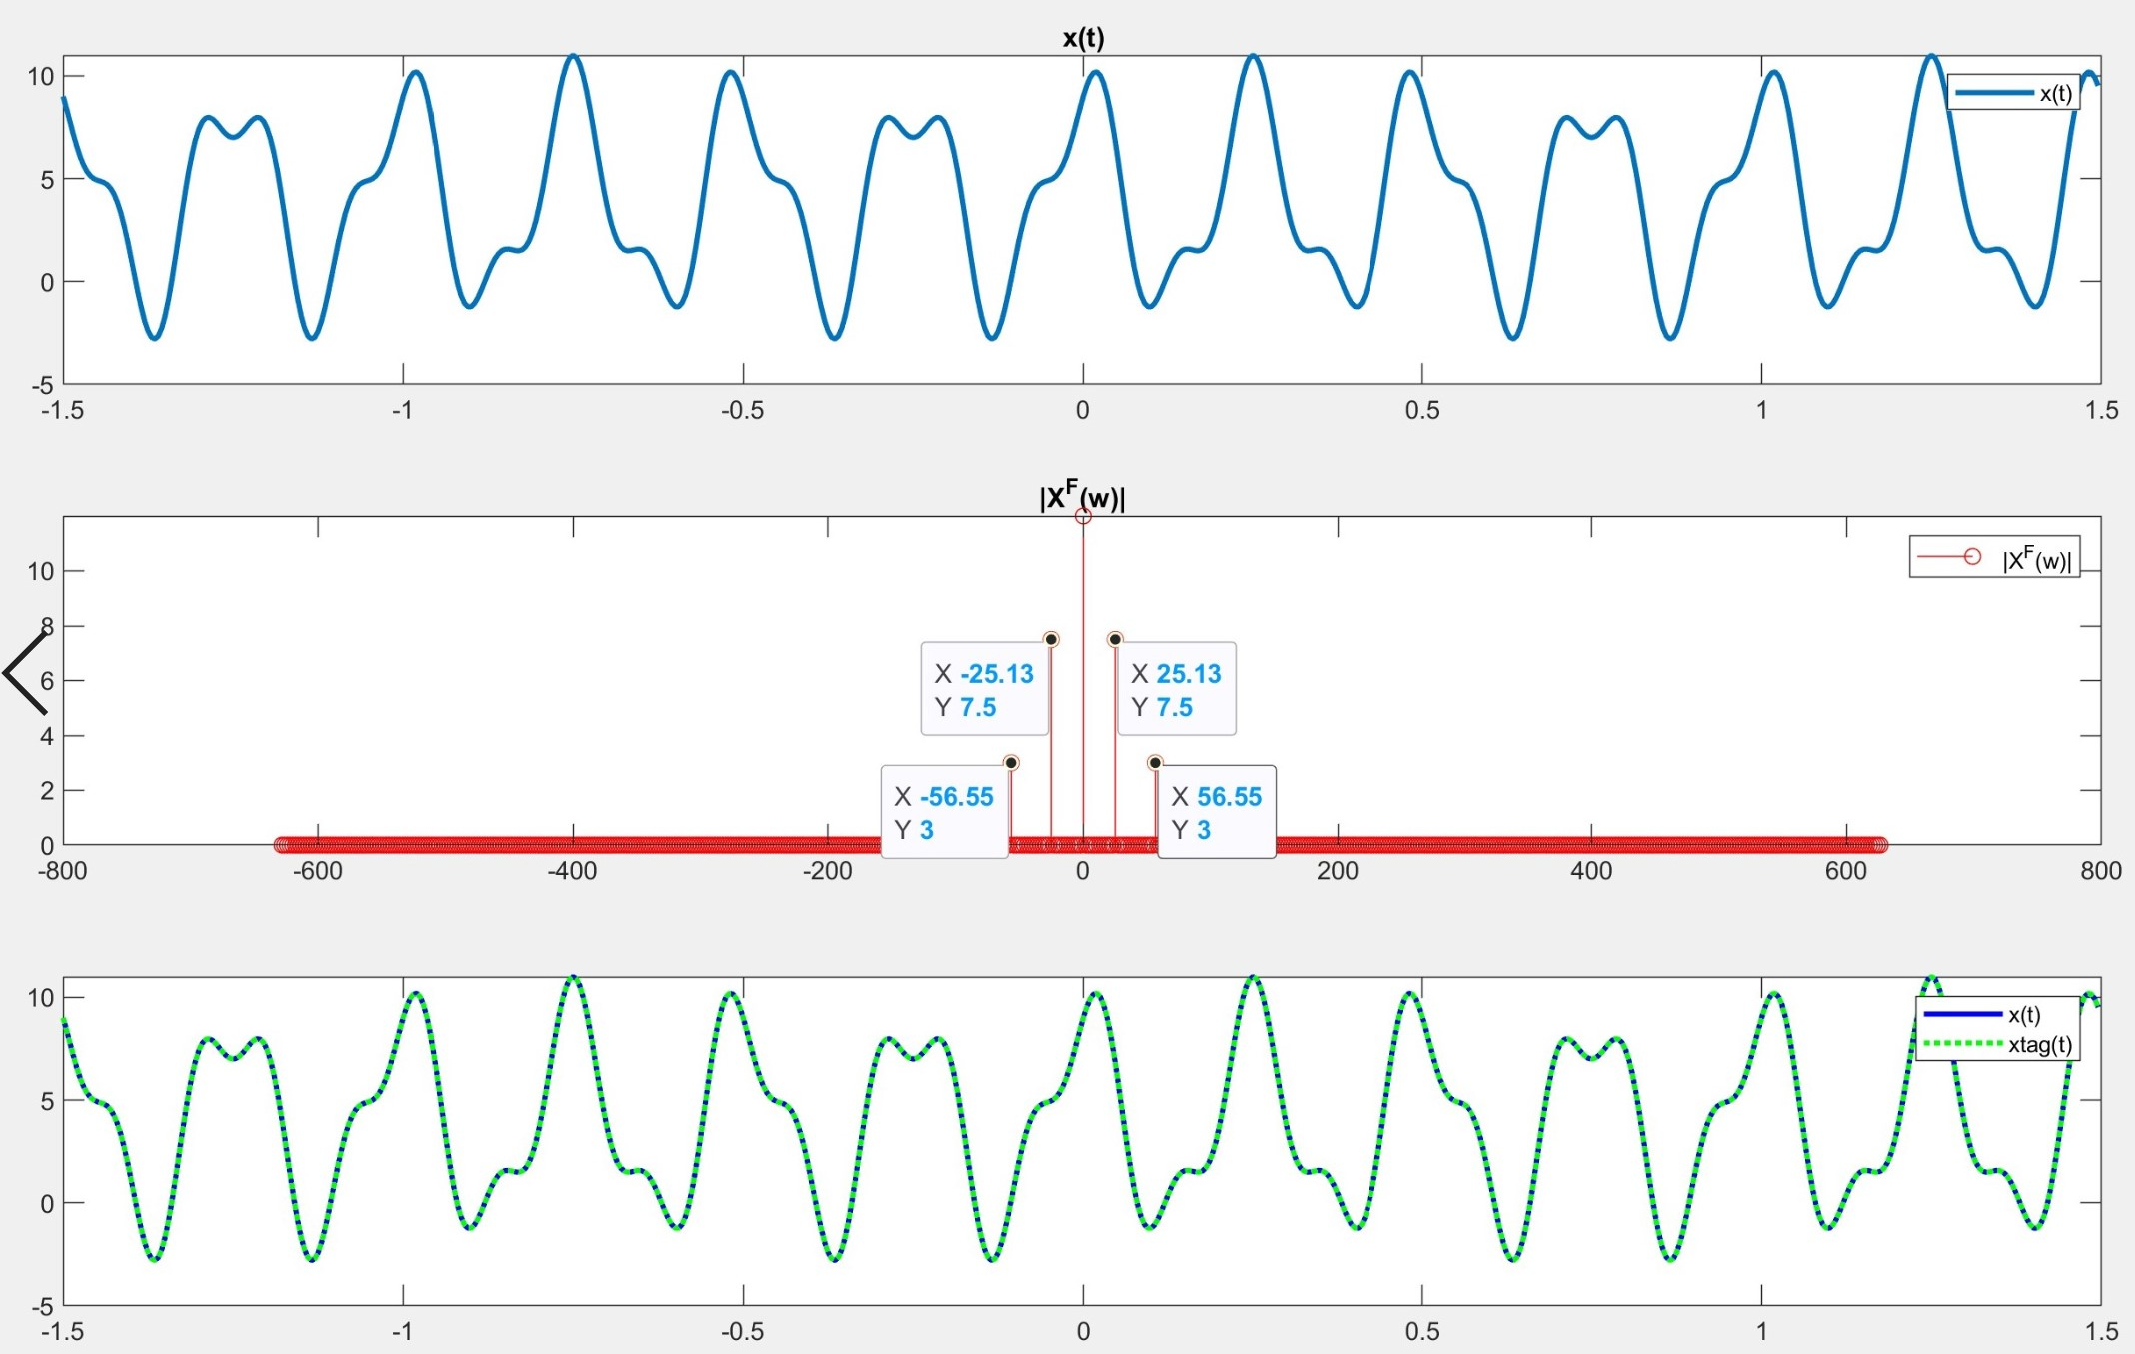 x(t)
10
5
0
-5
x(t)
-1.5 -1 -0.5 0 0.5 1 1.5
|X^F(w)|
10
8
6
4
2
0
|X^F(w)|
X -25.13
Y 7.5
X 25.13
Y 7.5
X -56.55
Y 3
X 56.55
Y 3
-800 -600 -400 -200 0 200 400 600 800
10
5
0
-5
x(t)
xtag(t)
-1.5 -1 -0.5 0 0.5 1 1.5